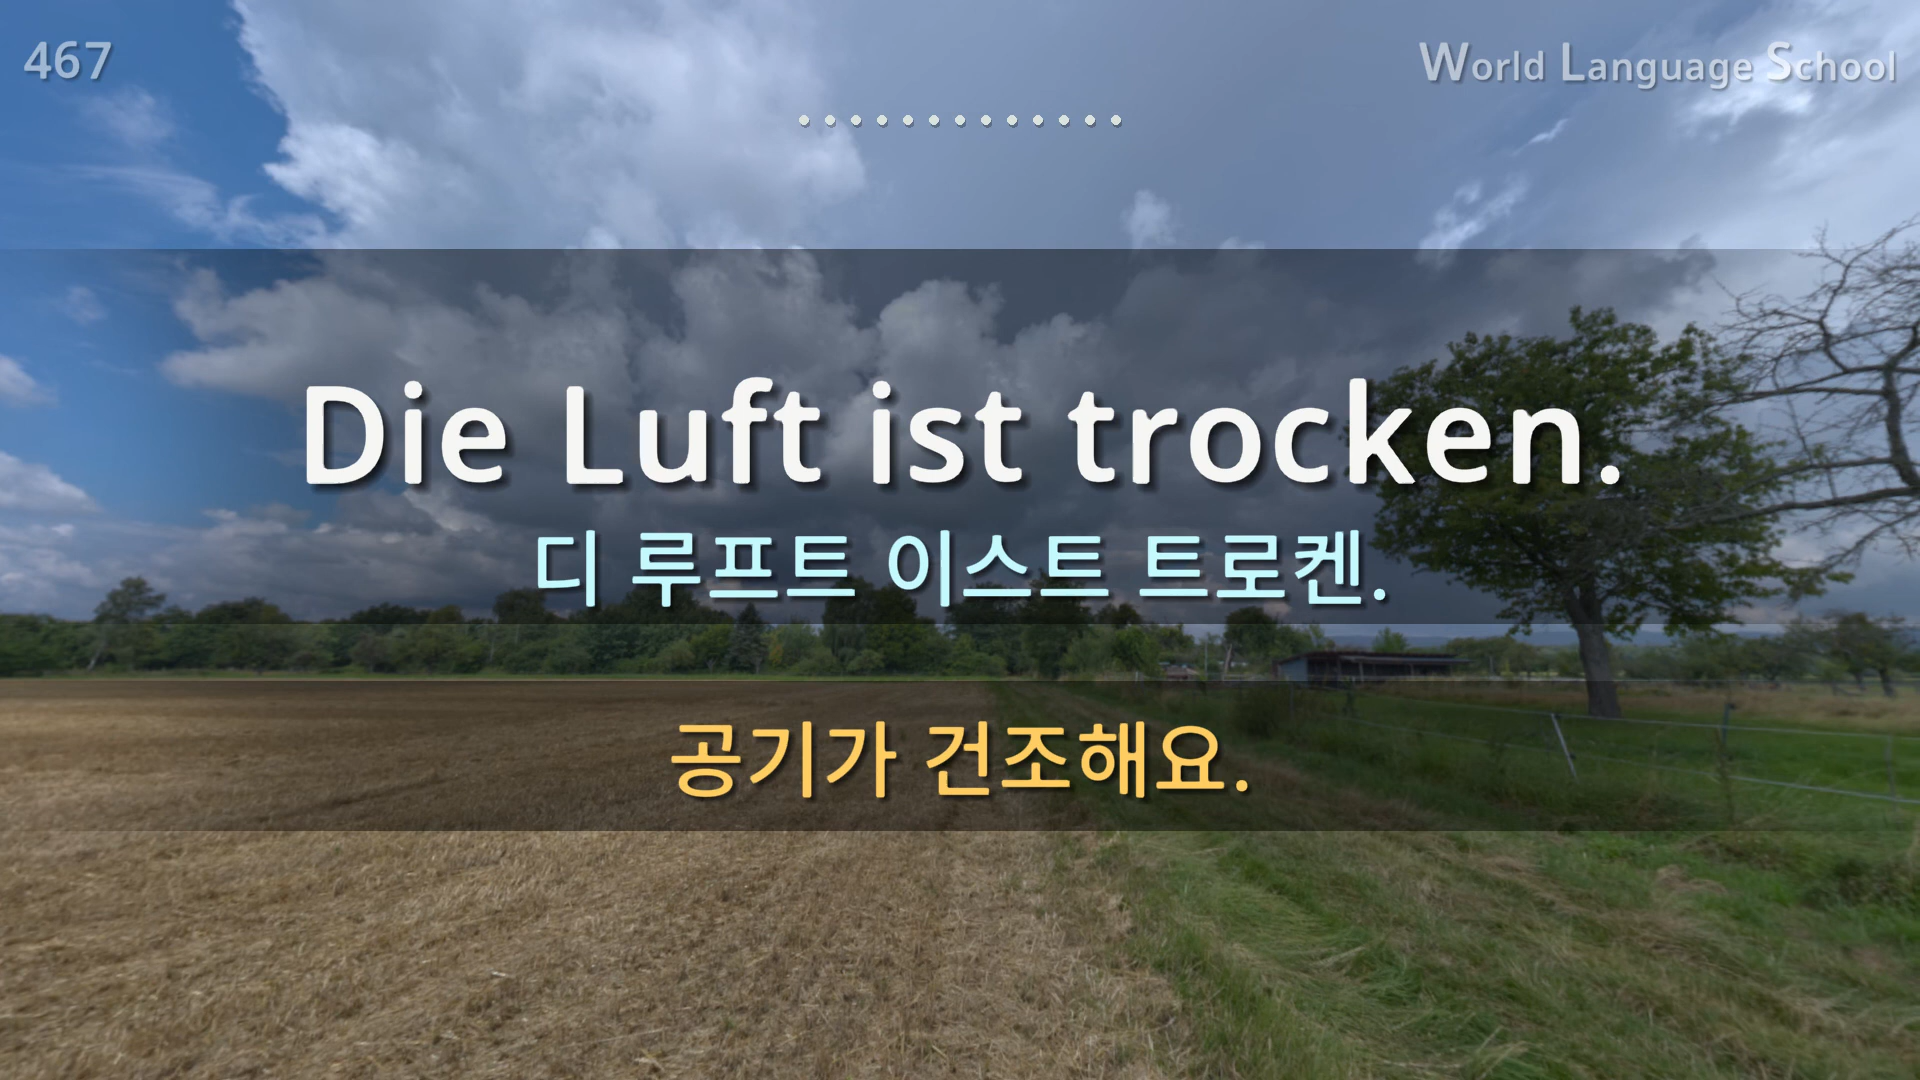 467
World Language School
Die Luft ist trocken.
디 루프트 이스트 트로켄.
공기가 건조해요.